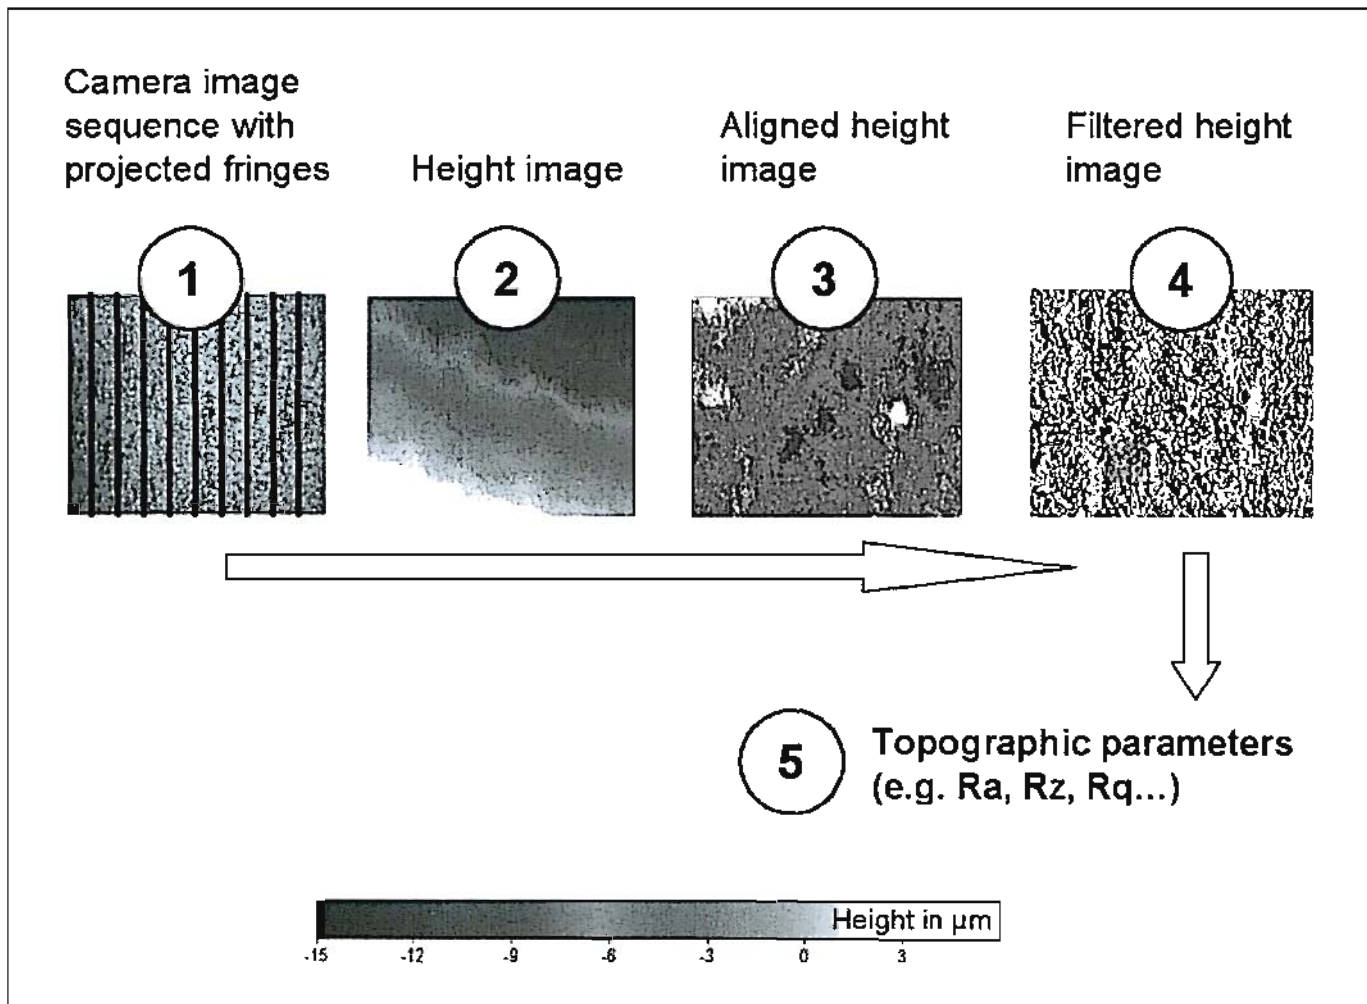 Camera image
sequence with
projected fringes
Height image
Aligned height
image
Filtered height
image
1
2
3
4
5
Topographic parameters
(e.g. Ra, Rz, Rq...)
Height in µm
-15 -12 -9 -6 -3 0 3